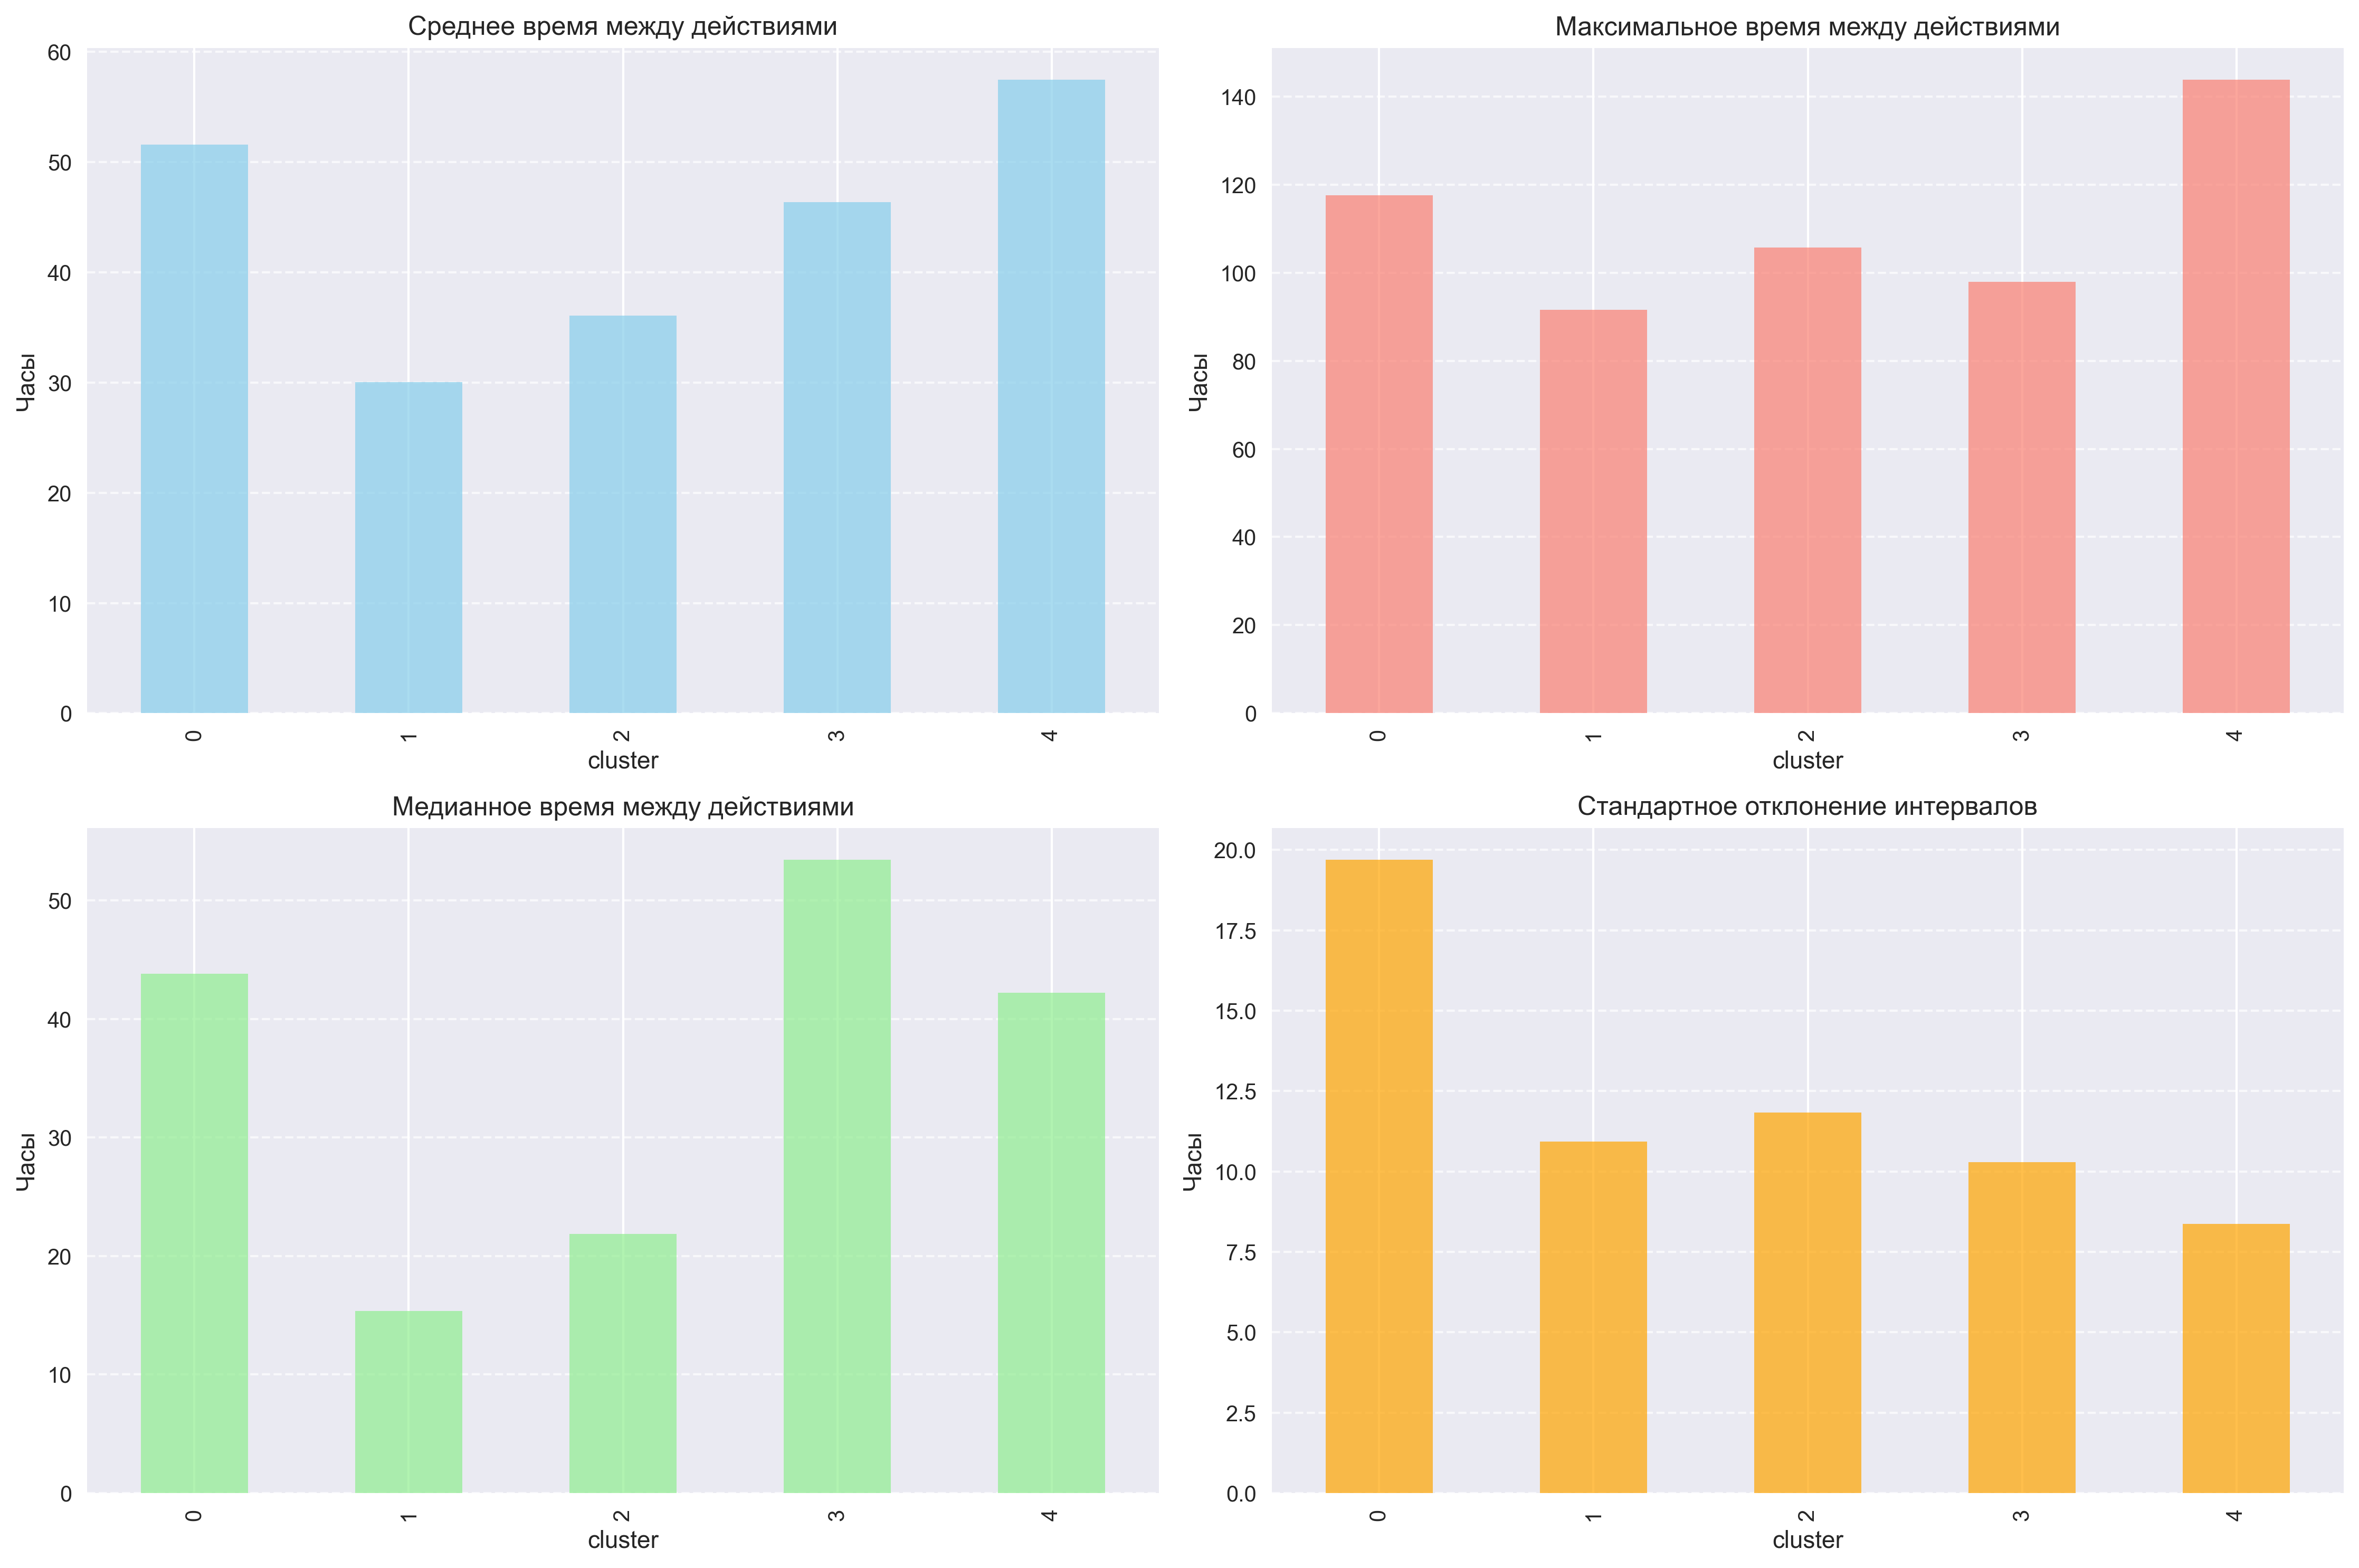 Среднее время между действиями
60
50
40
30
20
10
0
Часы
0 1 2 3 4
cluster
Максимальное время между действиями
140
120
100
80
60
40
20
0
Часы
0 1 2 3 4
cluster
Медианное время между действиями
50
40
30
20
10
0
Часы
0 1 2 3 4
cluster
Стандартное отклонение интервалов
20.0
17.5
15.0
12.5
10.0
7.5
5.0
2.5
0.0
Часы
0 1 2 3 4
cluster